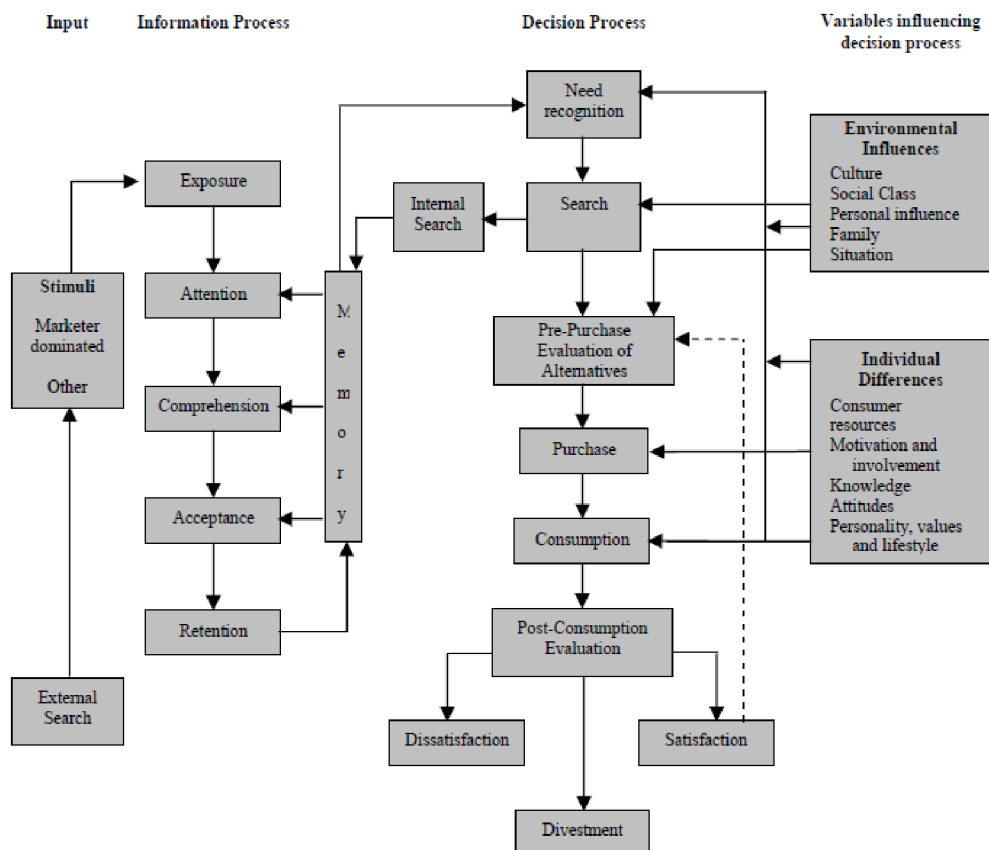 Input
Information Process
Decision Process
Variables influencing
decision process
Need
recognition
Environmental
Influences
Culture
Social Class
Personal influence
Family
Situation
Exposure
Internal
Search
Search
Stimuli
Marketer
dominated
Other
Attention
M
e
m
o
r
y
Pre-Purchase
Evaluation of
Alternatives
Individual
Differences
Consumer
resources
Motivation and
involvement
Knowledge
Attitudes
Personality, values
and lifestyle
Comprehension
Purchase
Acceptance
Consumption
Retention
Post-Consumption
Evaluation
External
Search
Dissatisfaction
Satisfaction
Divestment